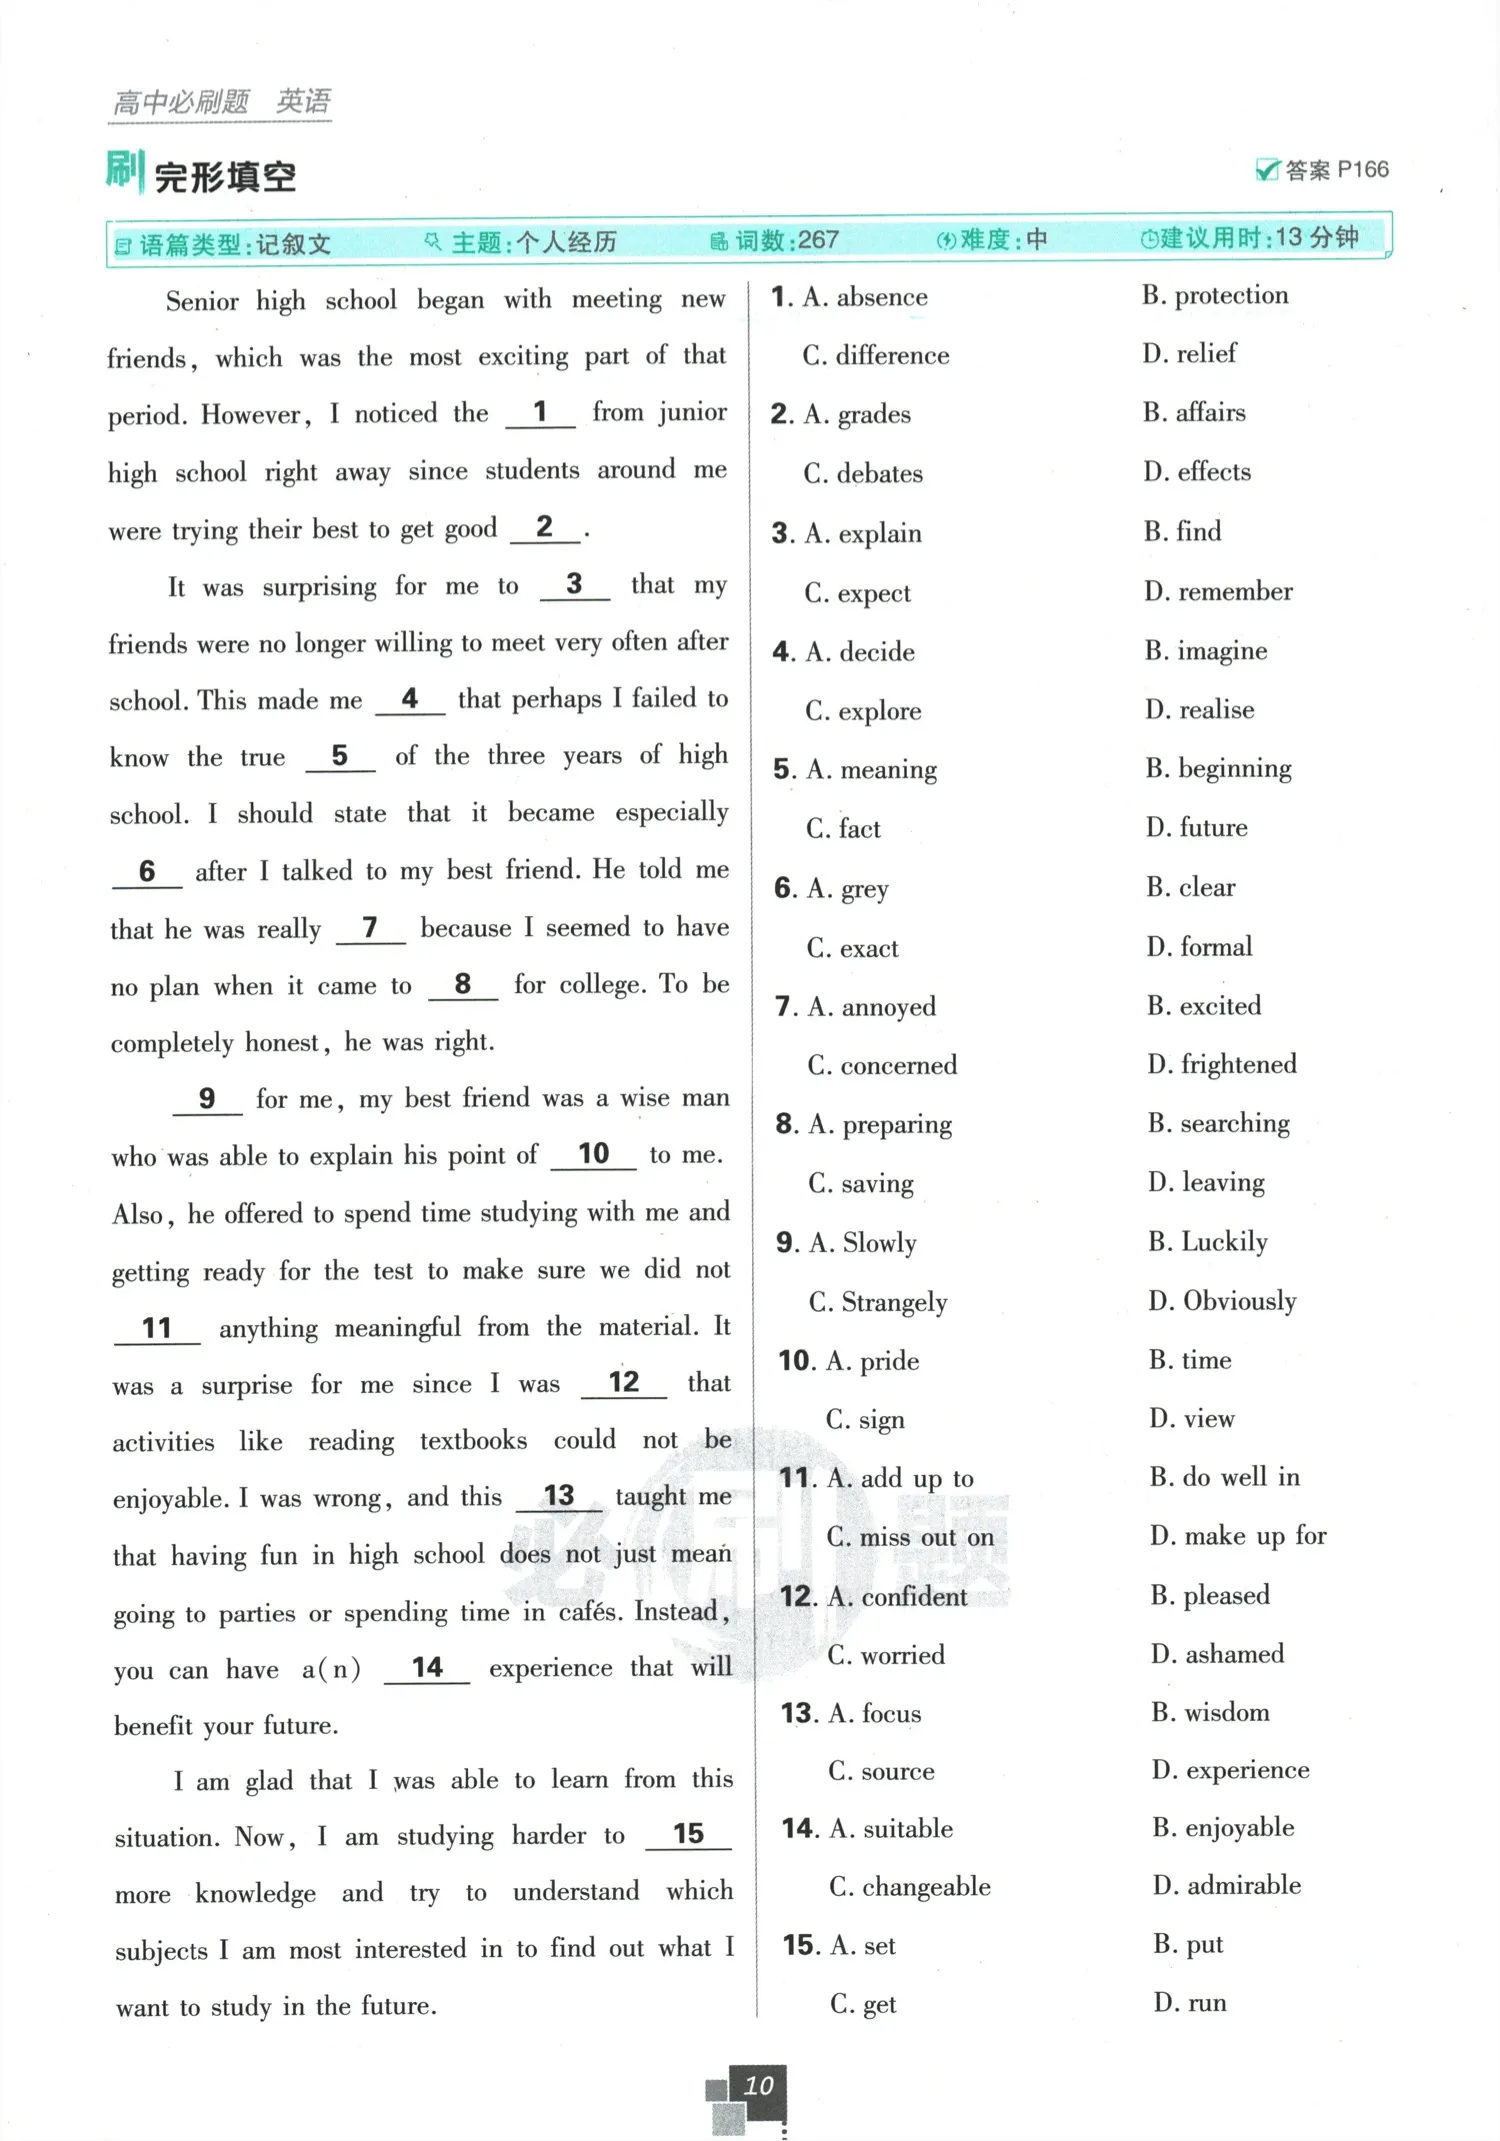 高中必刷题 英语
刷 完形填空
答案 P166
语篇类型:记叙文 主题:个人经历 词数:267 难度:中 建议用时:13 分钟
Senior high school began with meeting new
friends, which was the most exciting part of that
period. However, I noticed the 1 from junior
high school right away since students around me
were trying their best to get good 2 .
It was surprising for me to 3 that my
friends were no longer willing to meet very often after
school. This made me 4 that perhaps I failed to
know the true 5 of the three years of high
school. I should state that it became especially
6 after I talked to my best friend. He told me
that he was really 7 because I seemed to have
no plan when it came to 8 for college. To be
completely honest, he was right.
9 for me, my best friend was a wise man
who was able to explain his point of 10 to me.
Also, he offered to spend time studying with me and
getting ready for the test to make sure we did not
11 anything meaningful from the material. It
was a surprise for me since I was 12 that
activities like reading textbooks could not be
enjoyable. I was wrong, and this 13 taught me
that having fun in high school does not just mean
going to parties or spending time in cafés. Instead,
you can have a(n) 14 experience that will
benefit your future.
I am glad that I was able to learn from this
situation. Now, I am studying harder to 15
more knowledge and try to understand which
subjects I am most interested in to find out what I
want to study in the future.
1. A. absence B. protection
C. difference D. relief
2. A. grades B. affairs
C. debates D. effects
3. A. explain B. find
C. expect D. remember
4. A. decide B. imagine
C. explore D. realise
5. A. meaning B. beginning
C. fact D. future
6. A. grey B. clear
C. exact D. formal
7. A. annoyed B. excited
C. concerned D. frightened
8. A. preparing B. searching
C. saving D. leaving
9. A. Slowly B. Luckily
C. Strangely D. Obviously
10. A. pride B. time
C. sign D. view
11. A. add up to B. do well in
C. miss out on D. make up for
12. A. confident B. pleased
C. worried D. ashamed
13. A. focus B. wisdom
C. source D. experience
14. A. suitable B. enjoyable
C. changeable D. admirable
15. A. set B. put
C. get D. run
必刷题
10